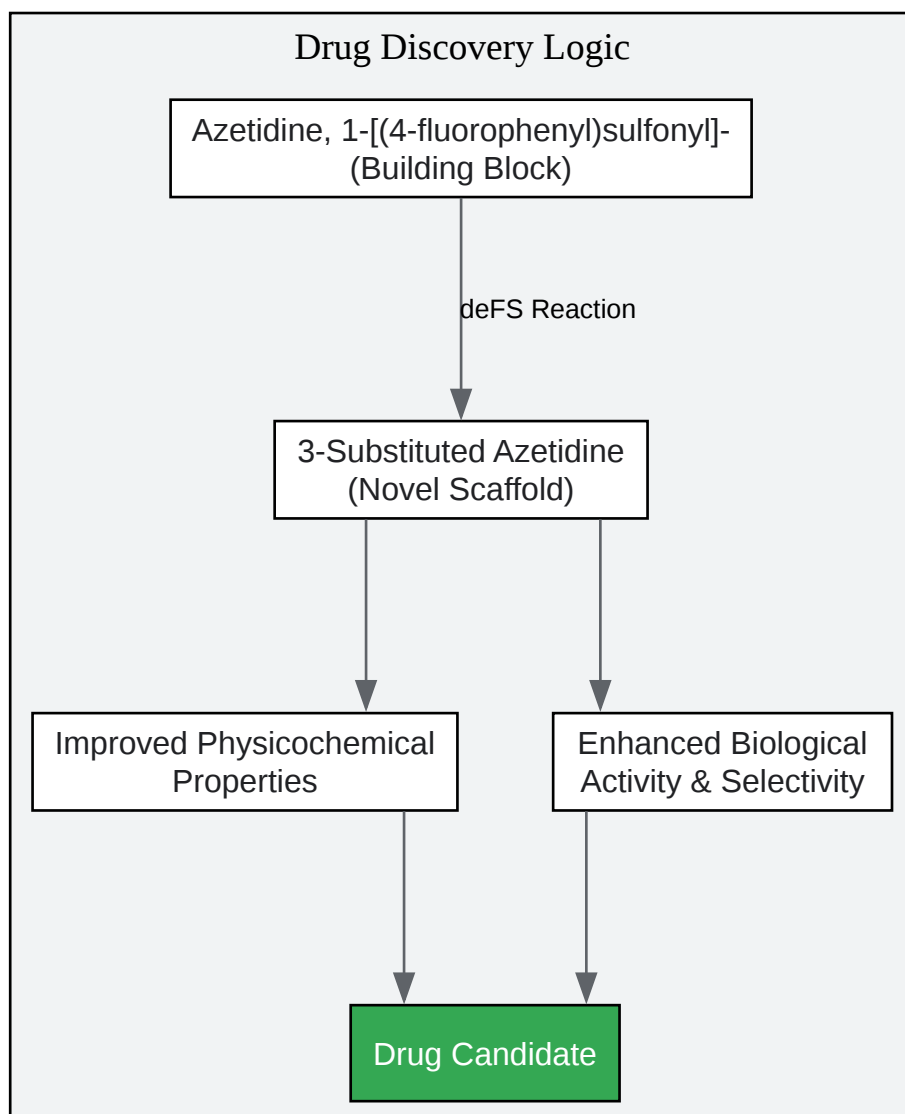 Drug Discovery Logic
Azetidine, 1-[(4-fluorophenyl)sulfonyl]-
(Building Block)
deFS Reaction
3-Substituted Azetidine
(Novel Scaffold)
Improved Physicochemical
Properties
Enhanced Biological
Activity & Selectivity
Drug Candidate